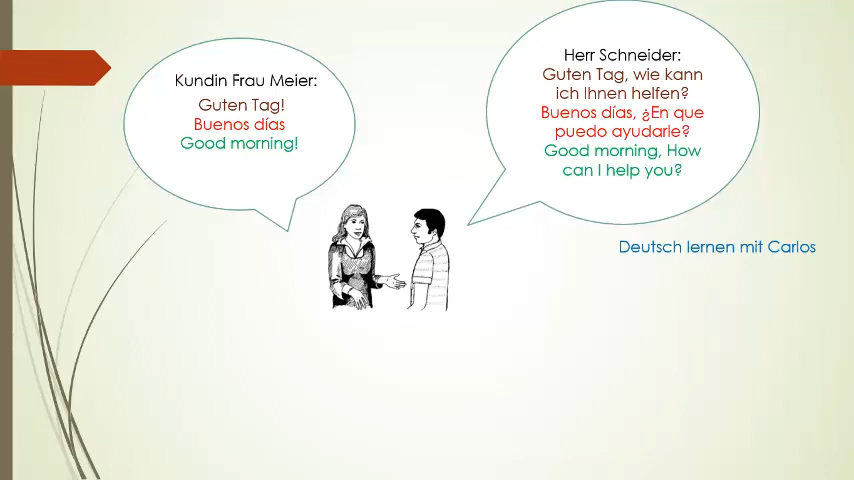 Kundin Frau Meier:
Guten Tag!
Buenos días
Good morning!
Herr Schneider:
Guten Tag, wie kann
ich Ihnen helfen?
Buenos días, ¿En que
puedo ayudarle?
Good morning, How
can I help you?
Deutsch lernen mit Carlos